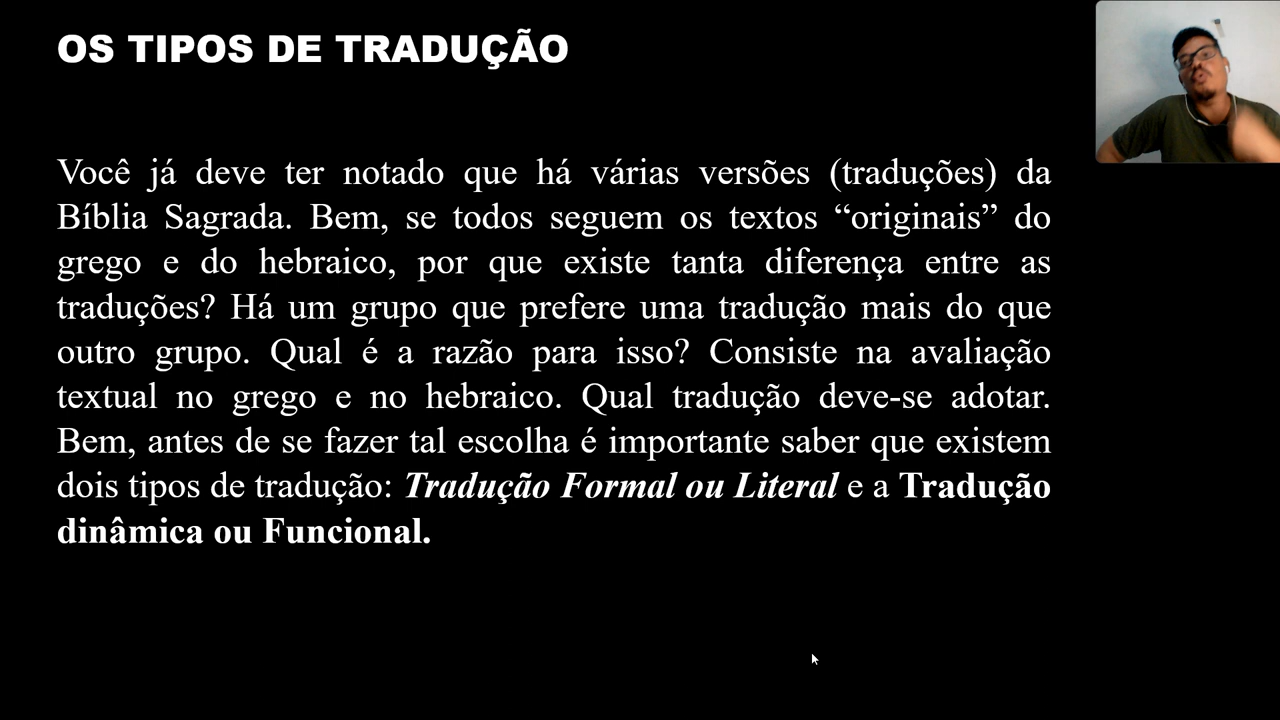 OS TIPOS DE TRADUÇÃO
Você já deve ter notado que há várias versões (traduções) da
Bíblia Sagrada. Bem, se todos seguem os textos “originais” do
grego e do hebraico, por que existe tanta diferença entre as
traduções? Há um grupo que prefere uma tradução mais do que
outro grupo. Qual é a razão para isso? Consiste na avaliação
textual no grego e no hebraico. Qual tradução deve-se adotar.
Bem, antes de se fazer tal escolha é importante saber que existem
dois tipos de tradução: Tradução Formal ou Literal e a Tradução
dinâmica ou Funcional.